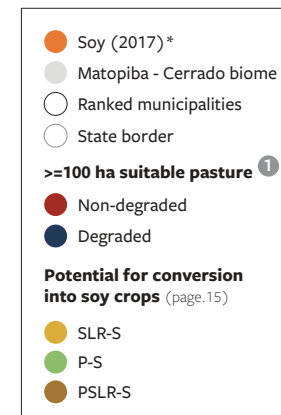 Soy (2017)*
Matopiba - Cerrado biome
Ranked municipalities
State border
>=100 ha suitable pasture 1
Non-degraded
Degraded
Potential for conversion
into soy crops (page.15)
SLR-S
P-S
PSLR-S